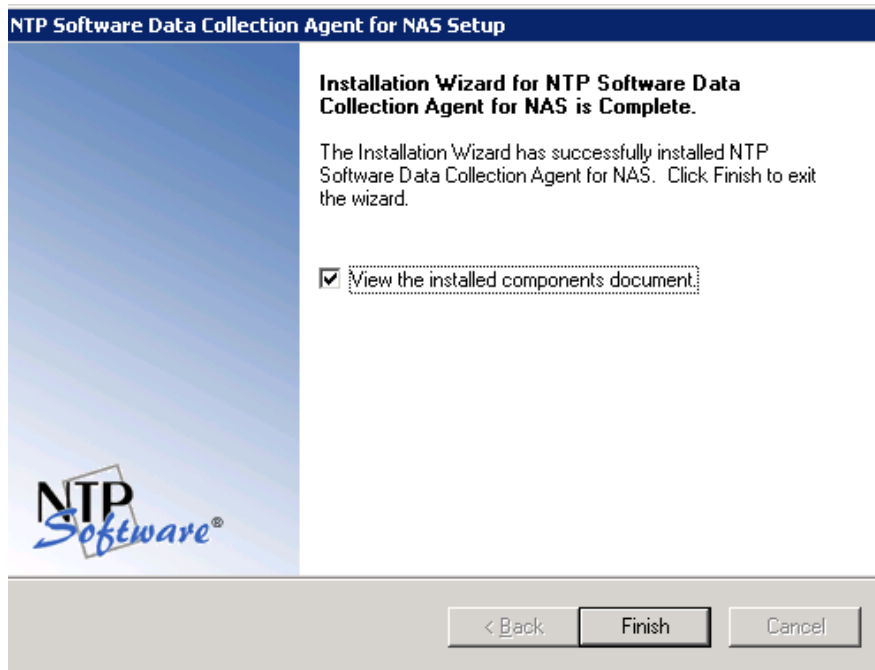 NTP Software Data Collection Agent for NAS Setup
Installation Wizard for NTP Software Data
Collection Agent for NAS is Complete.
The Installation Wizard has successfully installed NTP
Software Data Collection Agent for NAS.  Click Finish to exit
the wizard.
View the installed components document.
NTP
Software®
< Back
Finish
Cancel